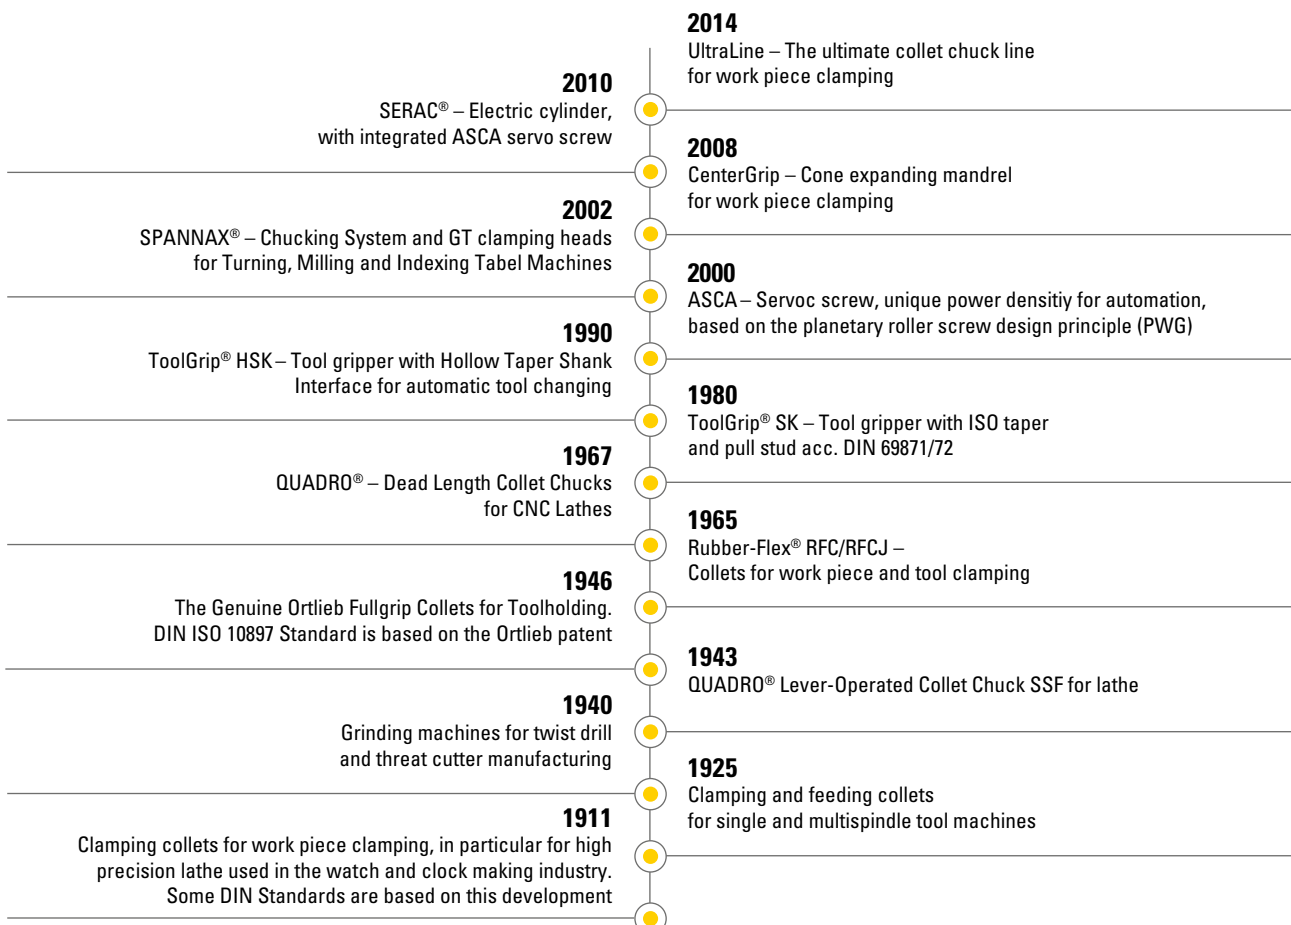 2014
UltraLine – The ultimate collet chuck line
for work piece clamping
2010
SERAC® – Electric cylinder,
with integrated ASCA servo screw
2008
CenterGrip – Cone expanding mandrel
for work piece clamping
2002
SPANNAX® – Chucking System and GT clamping heads
for Turning, Milling and Indexing Tabel Machines
2000
ASCA – Servoc screw, unique power densitiy for automation,
based on the planetary roller screw design principle (PWG)
1990
ToolGrip® HSK – Tool gripper with Hollow Taper Shank
Interface for automatic tool changing
1980
ToolGrip® SK – Tool gripper with ISO taper
and pull stud acc. DIN 69871/72
1967
QUADRO® – Dead Length Collet Chucks
for CNC Lathes
1965
Rubber-Flex® RFC/RFCJ –
Collets for work piece and tool clamping
1946
The Genuine Ortlieb Fullgrip Collets for Toolholding.
DIN ISO 10897 Standard is based on the Ortlieb patent
1943
QUADRO® Lever-Operated Collet Chuck SSF for lathe
1940
Grinding machines for twist drill
and threat cutter manufacturing
1925
Clamping and feeding collets
for single and multispindle tool machines
1911
Clamping collets for work piece clamping, in particular for high
precision lathe used in the watch and clock making industry.
Some DIN Standards are based on this development